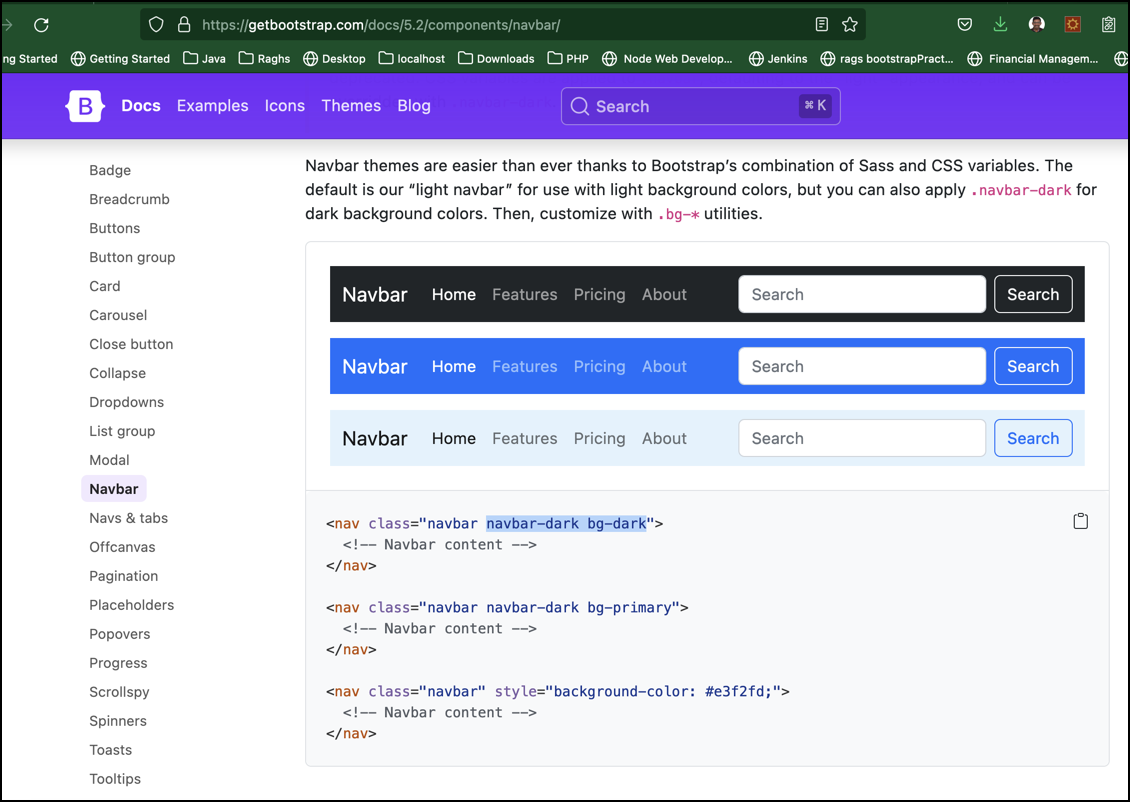 https://getbootstrap.com/docs/5.2/components/navbar/
ng Started Getting Started Java Raghs Desktop localhost Downloads PHP Node Web Develop... Jenkins rags bootstrapPract... Financial Managem...
B Docs Examples Icons Themes Blog Search ⌘ K
Badge
Breadcrumb
Buttons
Button group
Card
Carousel
Close button
Collapse
Dropdowns
List group
Modal
Navbar
Navs & tabs
Offcanvas
Pagination
Placeholders
Popovers
Progress
Scrollspy
Spinners
Toasts
Tooltips
Navbar themes are easier than ever thanks to Bootstrap’s combination of Sass and CSS variables. The
default is our “light navbar” for use with light background colors, but you can also apply .navbar-dark for
dark background colors. Then, customize with .bg-* utilities.
Navbar Home Features Pricing About Search Search
Navbar Home Features Pricing About Search Search
Navbar Home Features Pricing About Search Search
<nav class="navbar navbar-dark bg-dark">
  <!-- Navbar content -->
</nav>
<nav class="navbar navbar-dark bg-primary">
  <!-- Navbar content -->
</nav>
<nav class="navbar" style="background-color: #e3f2fd;">
  <!-- Navbar content -->
</nav>